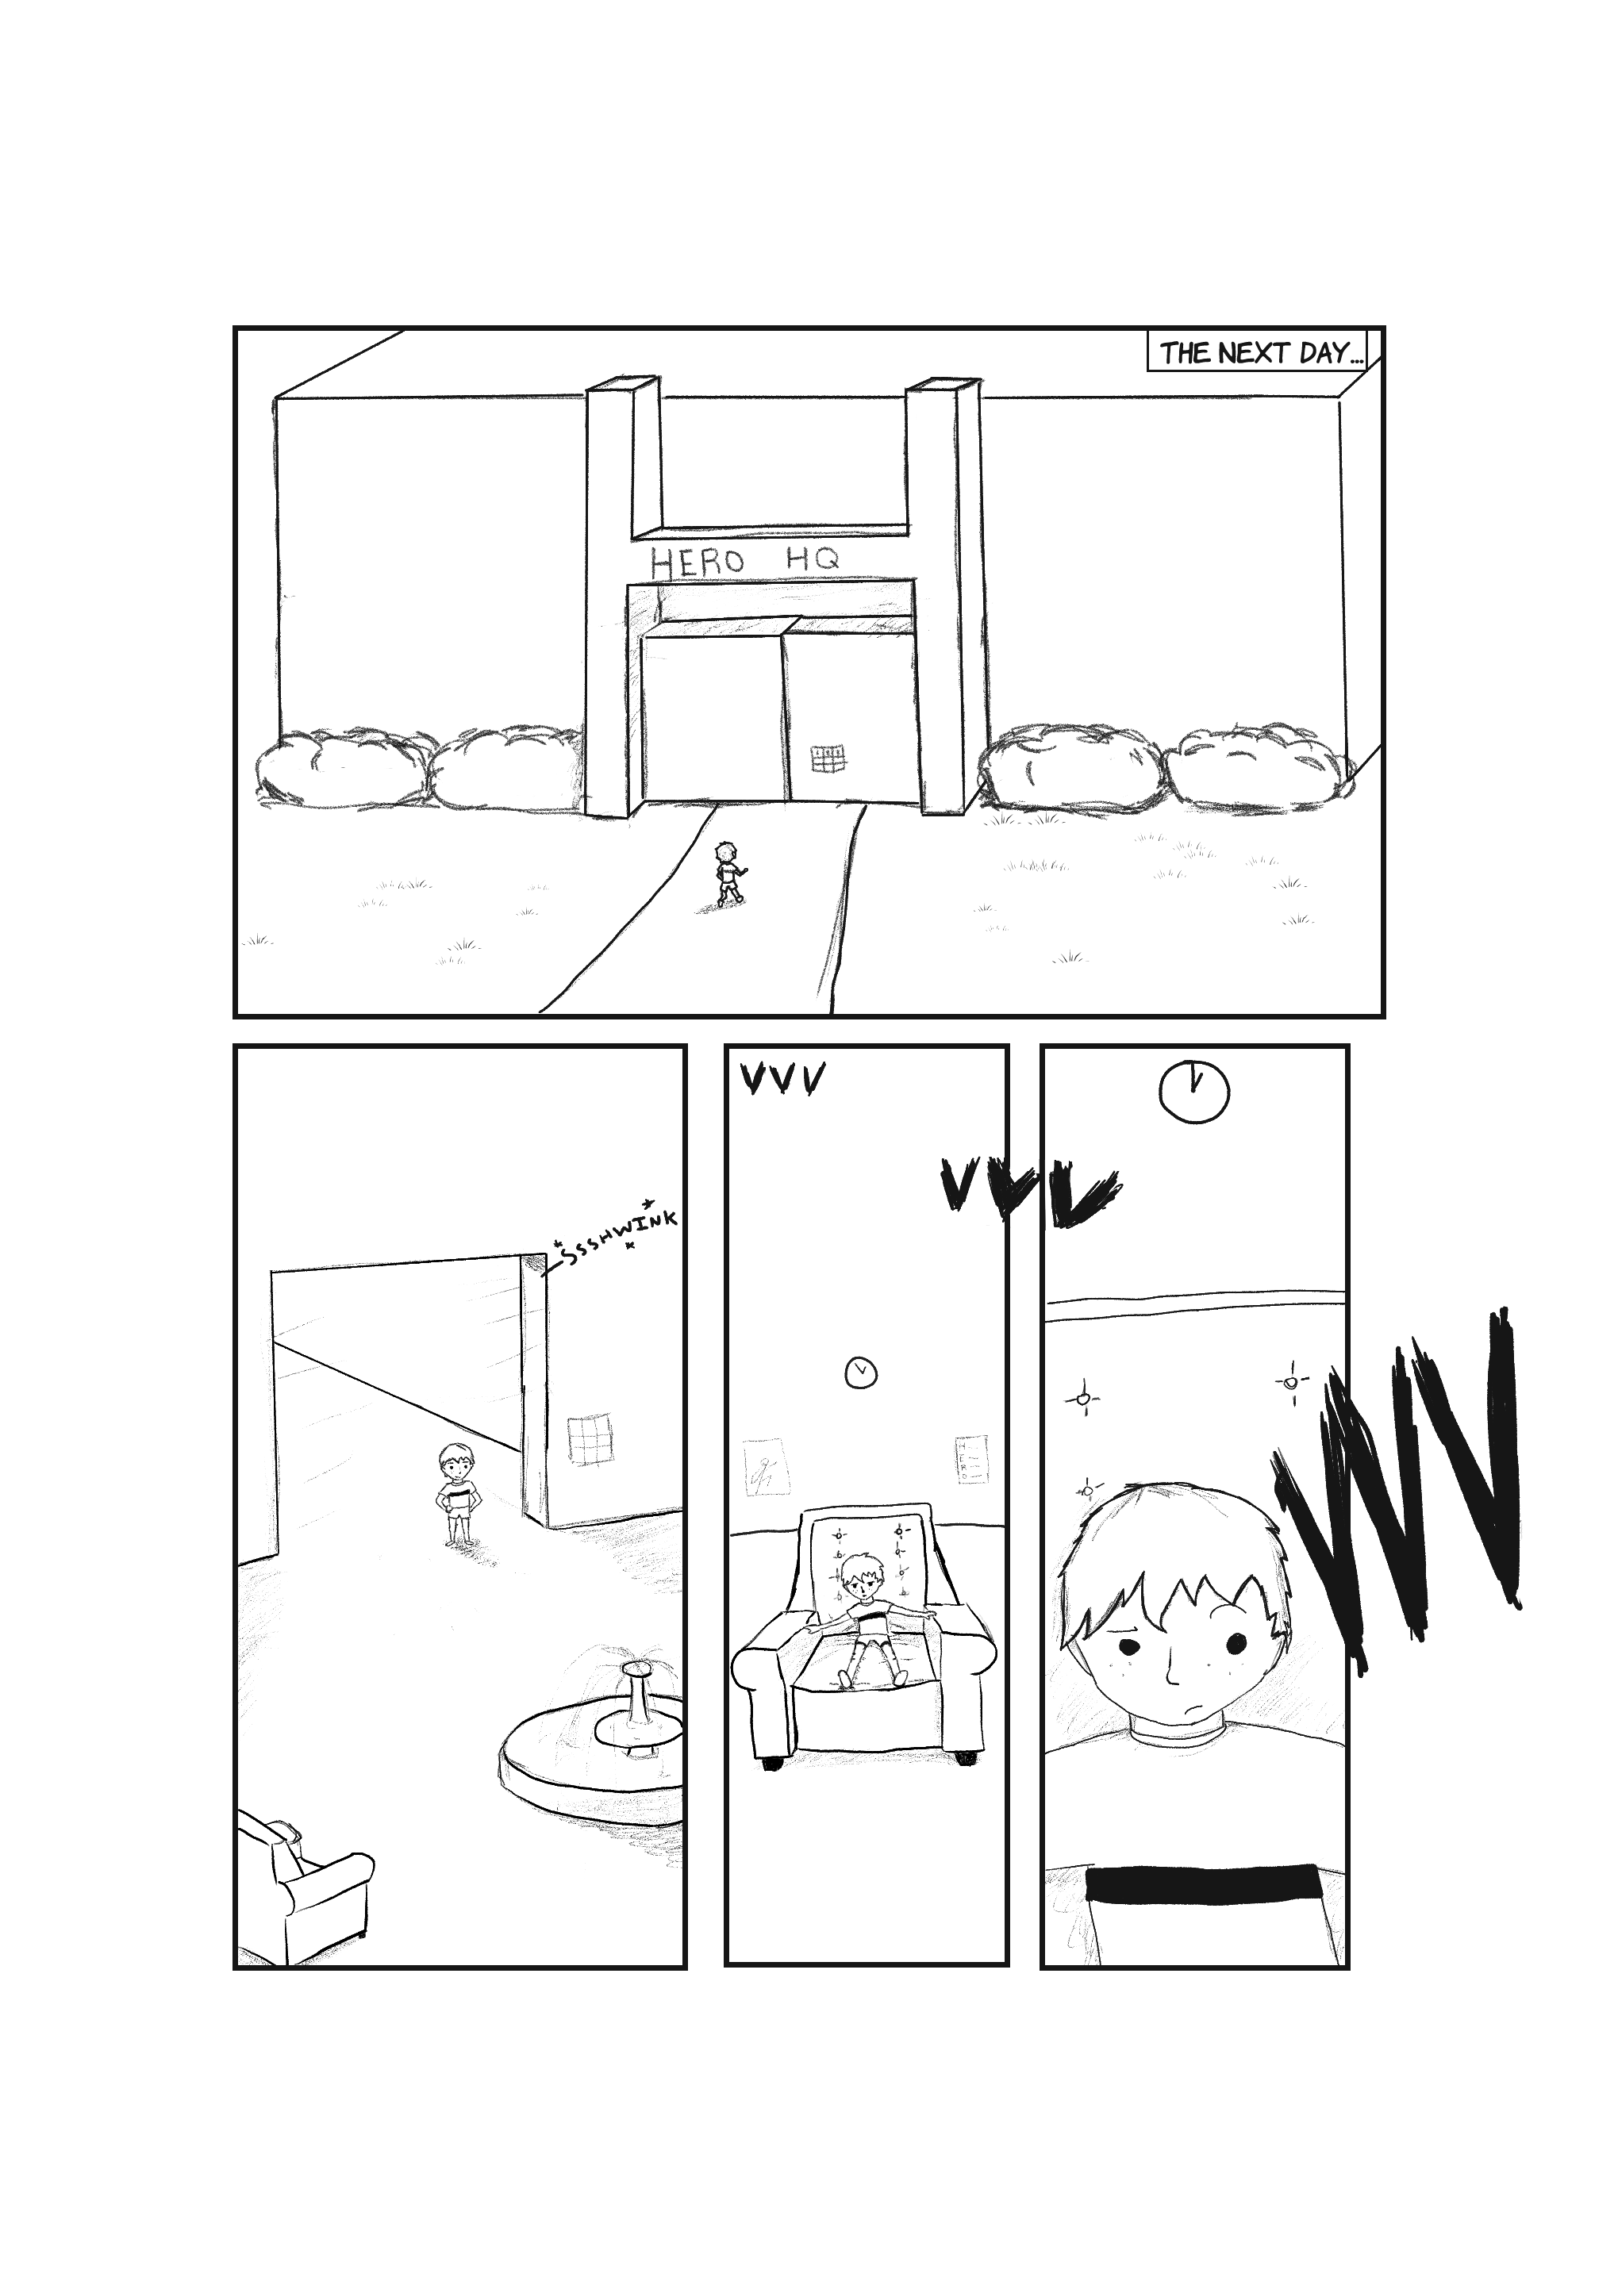 THE NEXT DAY...
HERO HQ
SSSHWINK
VVV
VVV
VVV